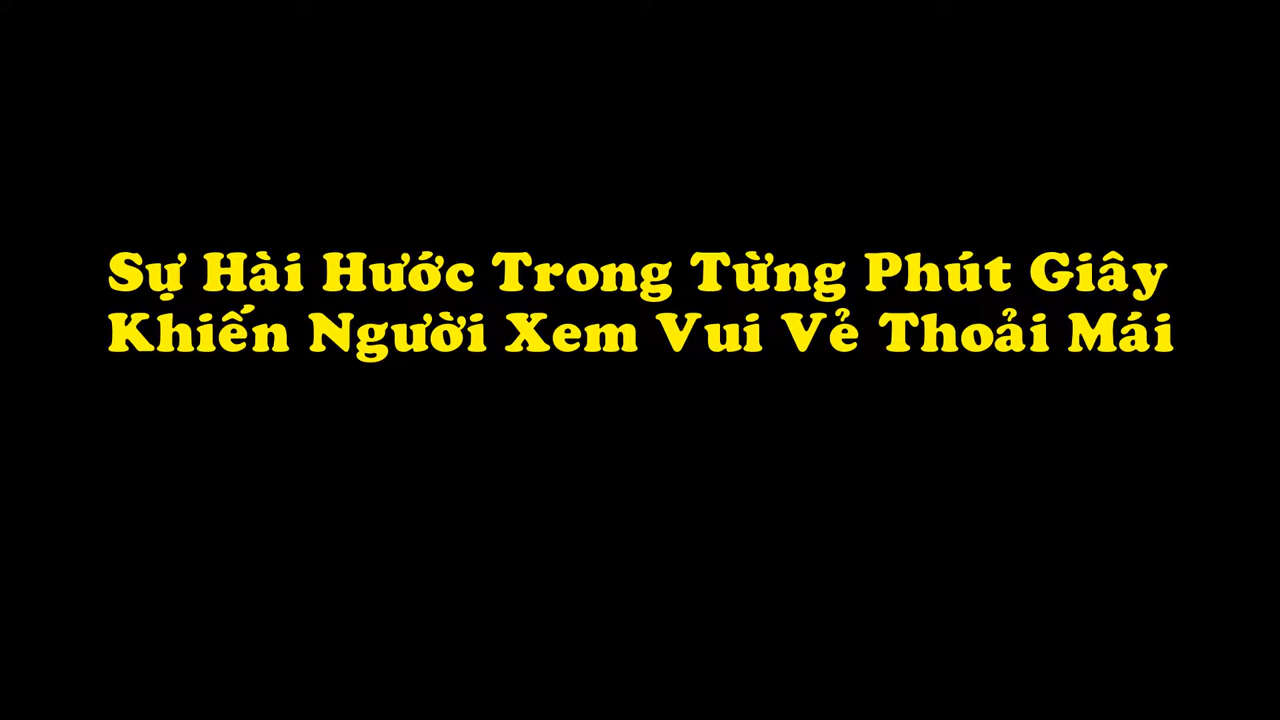 Sự Hài Hước Trong Từng Phút Giây
Khiến Người Xem Vui Vẻ Thoải Mái